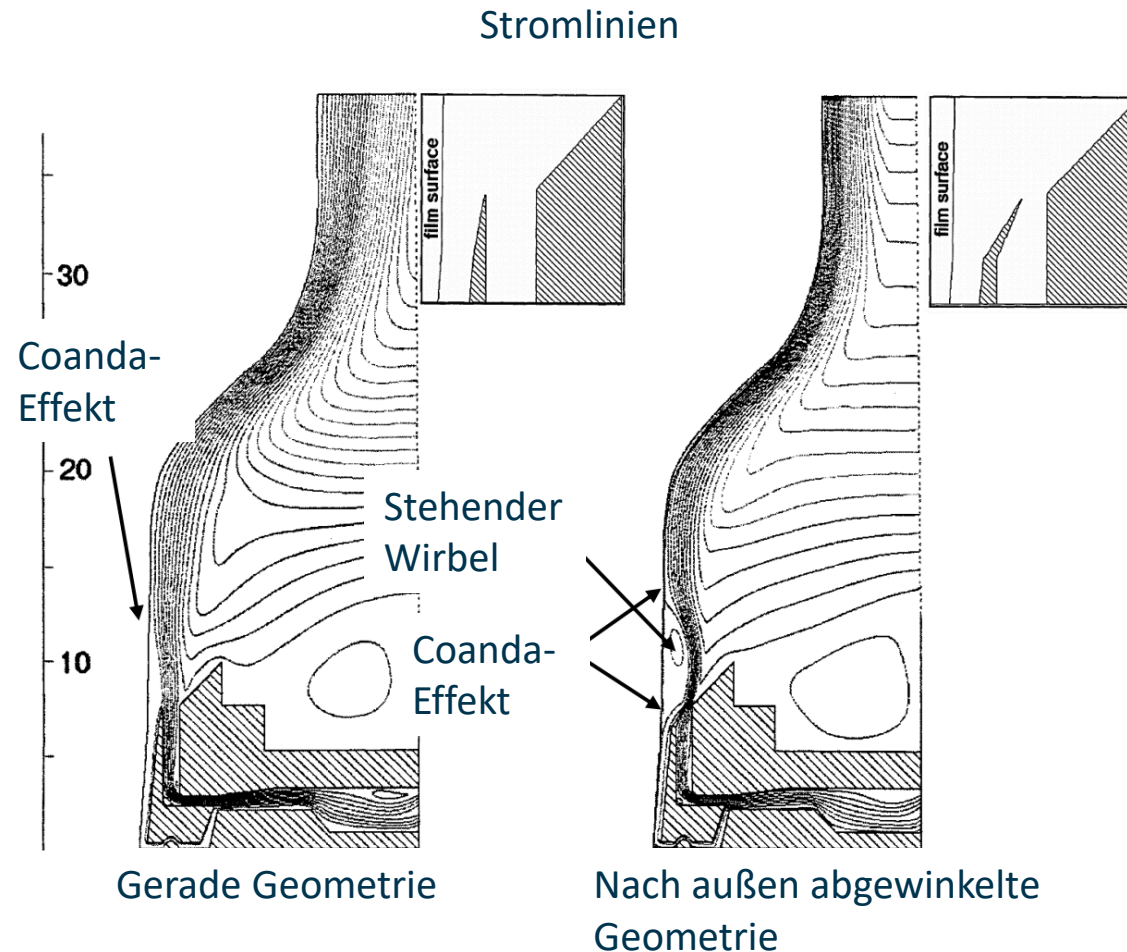 Stromlinien
film surface
film surface
30
Coanda-
Effekt
20
Stehender
Wirbel
Coanda-
Effekt
10
Gerade Geometrie
Nach außen abgewinkelte
Geometrie